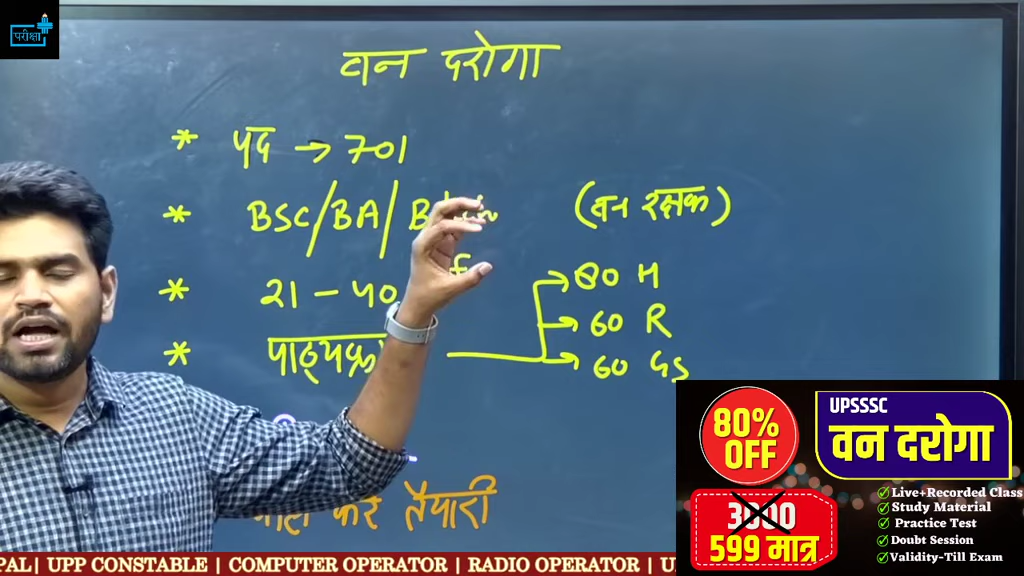 परीक्षा
वन दरोगा
* पद → 701
* BSC/BA/
(वन रक्षक)
* 21 - 40
* पाठ्यक्र
80 H
60 R
60 GS
कर तैयारी
80% OFF
UPSSSC
वन दरोगा
3000
599 मात्र
Live+Recorded Class
Study Material
Practice Test
Doubt Session
Validity-Till Exam
PAL| UPP CONSTABLE | COMPUTER OPERATOR | RADIO OPERATOR | U